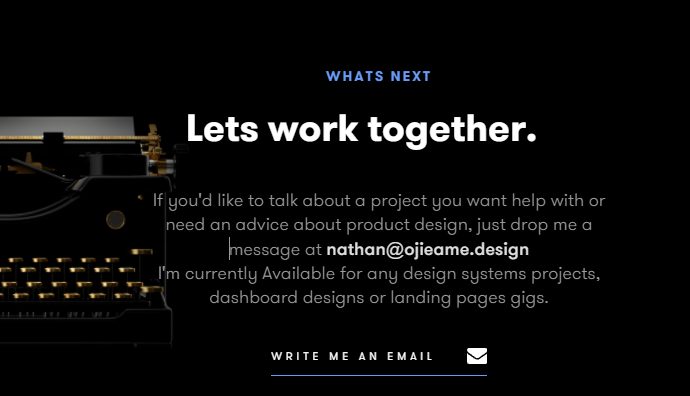 WHATS NEXT
Lets work together.
If you'd like to talk about a project you want help with or
need an advice about product design, just drop me a
message at nathan@ojieame.design
I'm currently Available for any design systems projects,
dashboard designs or landing pages gigs.
WRITE ME AN EMAIL